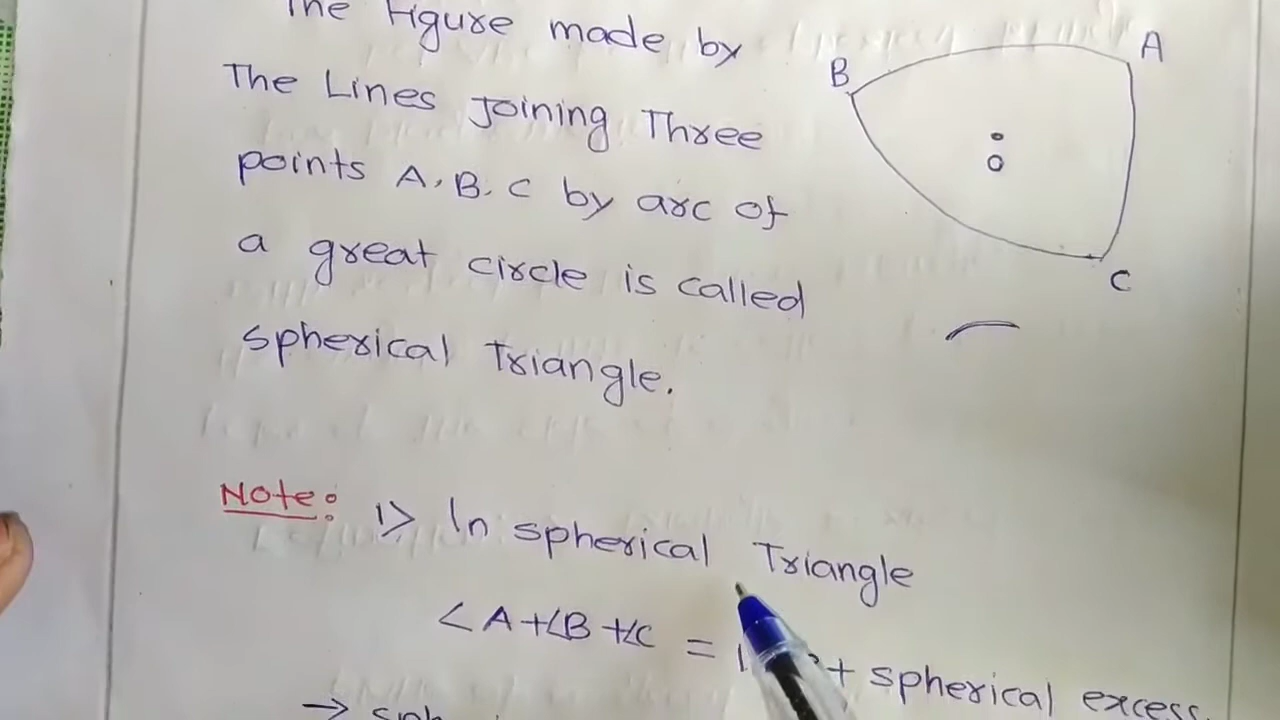 The Figure made by
The Lines Joining Three
points A, B, C by arc of
a great circle is called
spherical Triangle.
B
A
o
C
Note: 1> In spherical Triangle
∠A+∠B+∠C = + spherical excess.
→